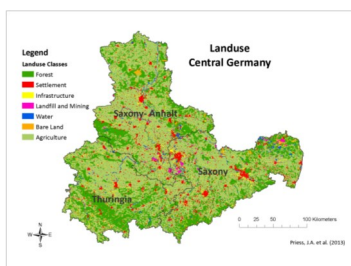 Landuse
Central Germany
Legend
Landuse Classes
Forest
Settlement
Infrastructure
Landfill and Mining
Water
Bare Land
Agriculture
Saxony- Anhalt
Saxony
Thuringia
0 25 50 100 Kilometers
N
W E
S
Priess, J.A. et al. (2013)